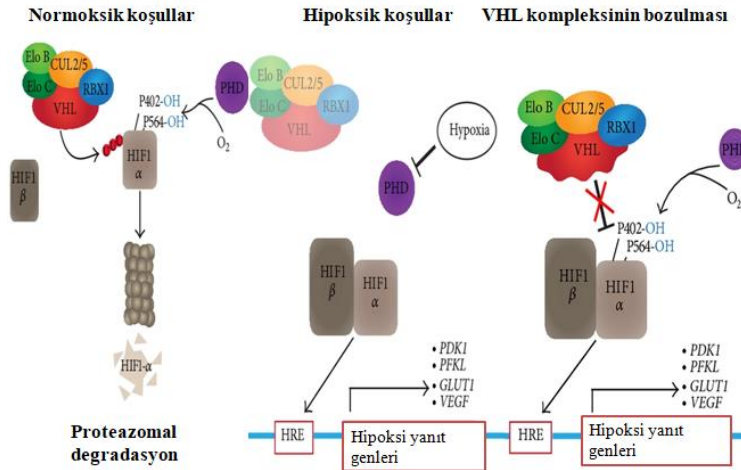 Normoksik koşullar
Elo B
CUL2/5
Elo C
RBX1
VHL
P402-OH
P564-OH
HIF1
α
HIF1
β
PHD
O2
Elo B
CUL2/5
Elo C
RBX1
VHL
HIF1-α
Proteazomal
degradasyon
Hipoksik koşullar
Hypoxia
PHD
HIF1
β
HIF1
α
• PDK1
• PFKL
• GLUT1
• VEGF
HRE
Hipoksi yanıt
genleri
VHL kompleksinin bozulması
Elo B
CUL2/5
Elo C
RBX1
VHL
PH
O2
P402-OH
P564-OH
HIF1
β
HIF1
α
• PDK1
• PFKL
• GLUT1
• VEGF
HRE
Hipoksi yanıt
genleri